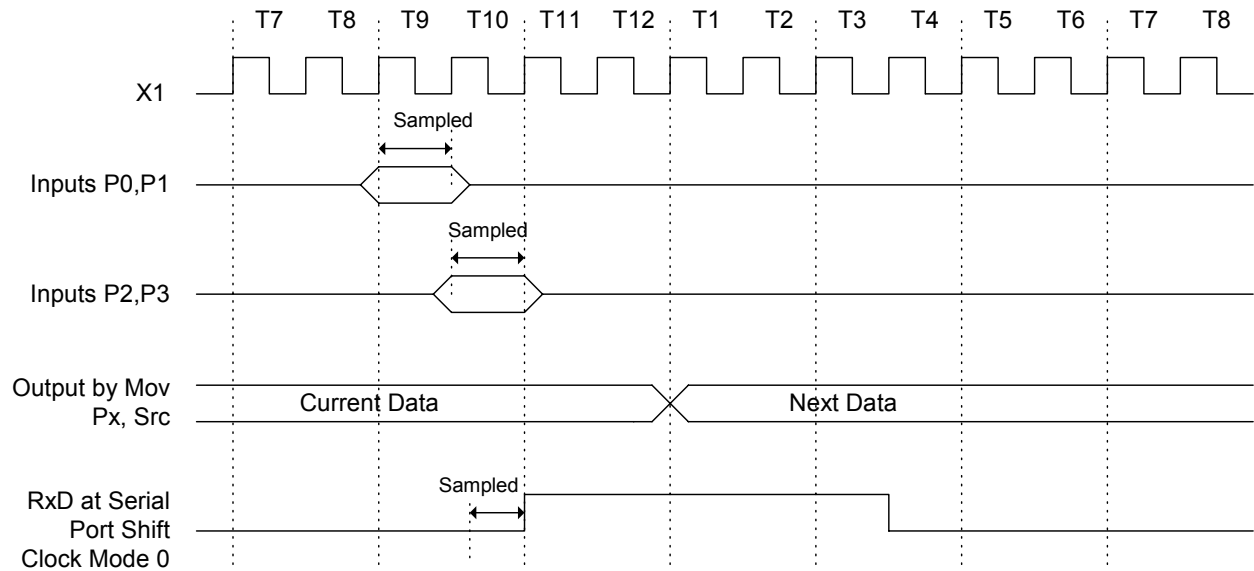 T7 T8 T9 T10 T11 T12 T1 T2 T3 T4 T5 T6 T7 T8
X1
Sampled
Inputs P0,P1
Sampled
Inputs P2,P3
Output by Mov
Px, Src
Current Data
Next Data
RxD at Serial
Port Shift
Clock Mode 0
Sampled